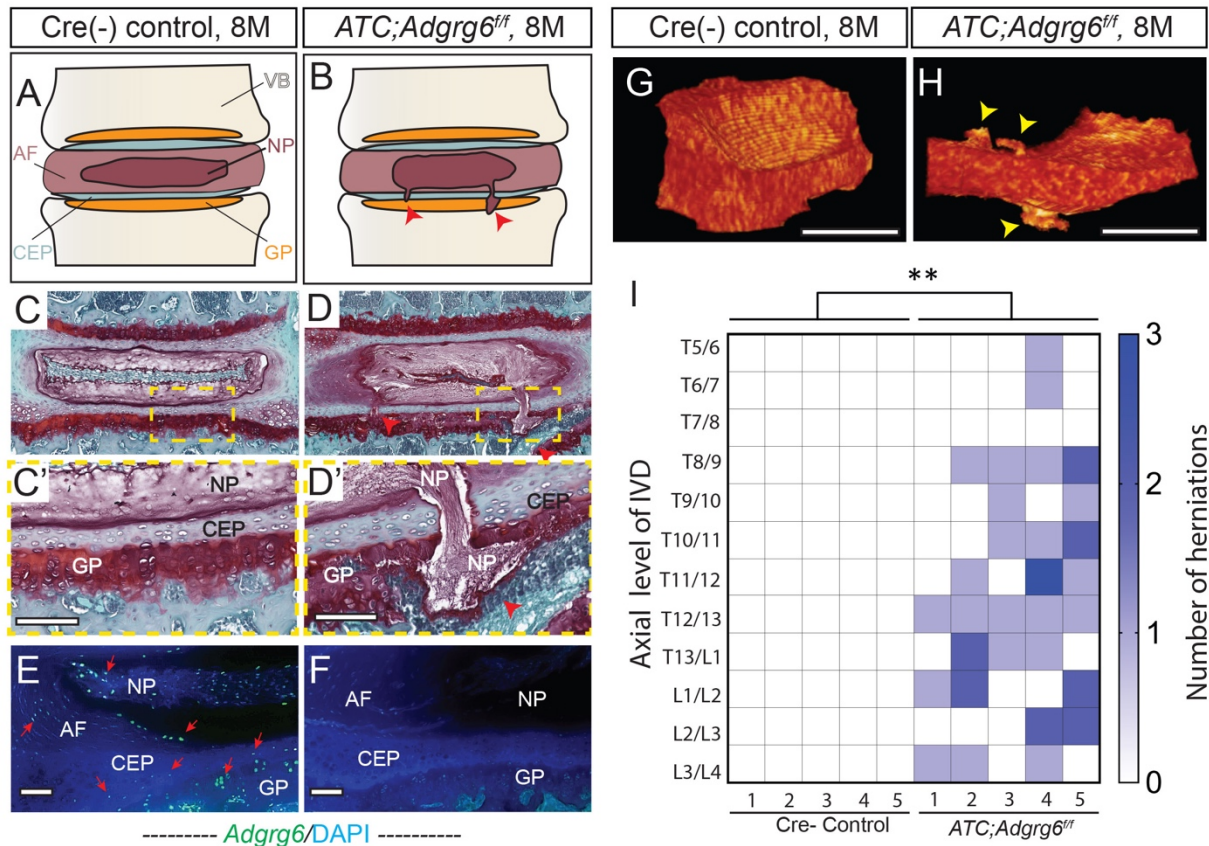 Cre(-) control, 8M
ATC;Adgrg6f/f, 8M
Cre(-) control, 8M
ATC;Adgrg6f/f, 8M
A
VB
NP
AF
CEP
GP
B
G
H
C
D
C'
NP
CEP
GP
D'
NP
CEP
GP
NP
E
NP
AF
CEP
GP
F
AF
NP
CEP
GP
--------- Adgrg6/DAPI ----------
I
**
Axial level of IVD
T5/6
T6/7
T7/8
T8/9
T9/10
T10/11
T11/12
T12/13
T13/L1
L1/L2
L2/L3
L3/L4
1 2 3 4 5 1 2 3 4 5
Cre- Control ATC;Adgrg6f/f
3
2
1
0
Number of herniations